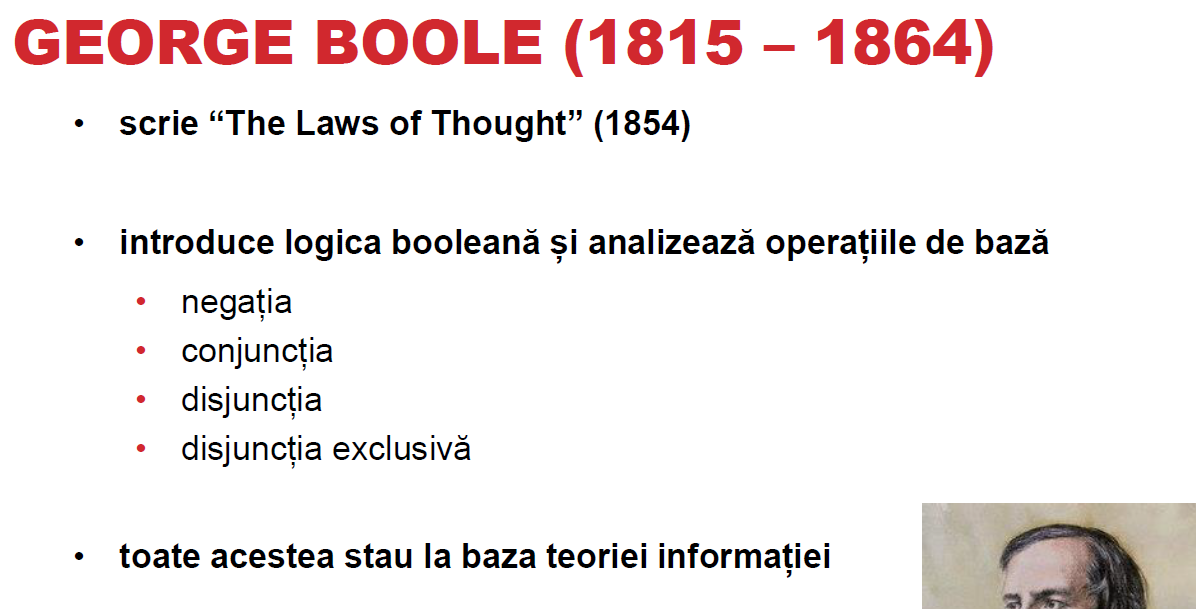 GEORGE BOOLE (1815 – 1864)
• scrie “The Laws of Thought” (1854)
• introduce logica booleană și analizează operațiile de bază
• negația
• conjuncția
• disjuncția
• disjuncția exclusivă
• toate acestea stau la baza teoriei informației